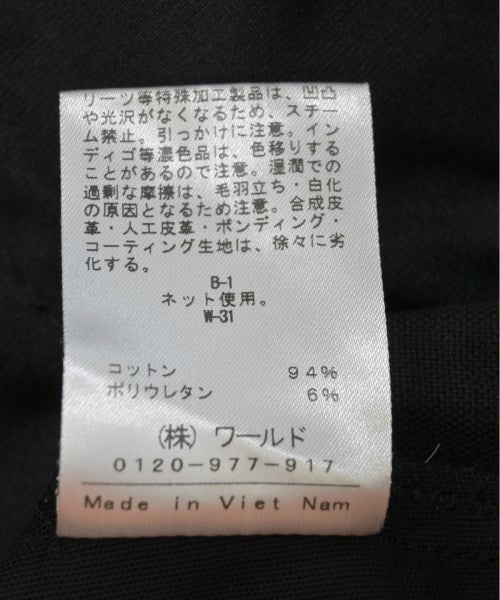 リーツ等特殊加工製品は、凹凸
や光沢がなくなるため、スチー
ム禁止。引っかけに注意。イン
ディゴ等濃色品は、色移りする
ことがあるので注意。湿潤での
過剰な摩擦は、毛羽立ち・白化
の原因となるため注意。合成皮
革・人工皮革・ボンディング・
コーティング生地は、徐々に劣
化する。
B-1
ネット使用。
W-31
コットン 94%
ポリウレタン 6%
(株) ワールド
0120-977-917
Made in Viet Nam